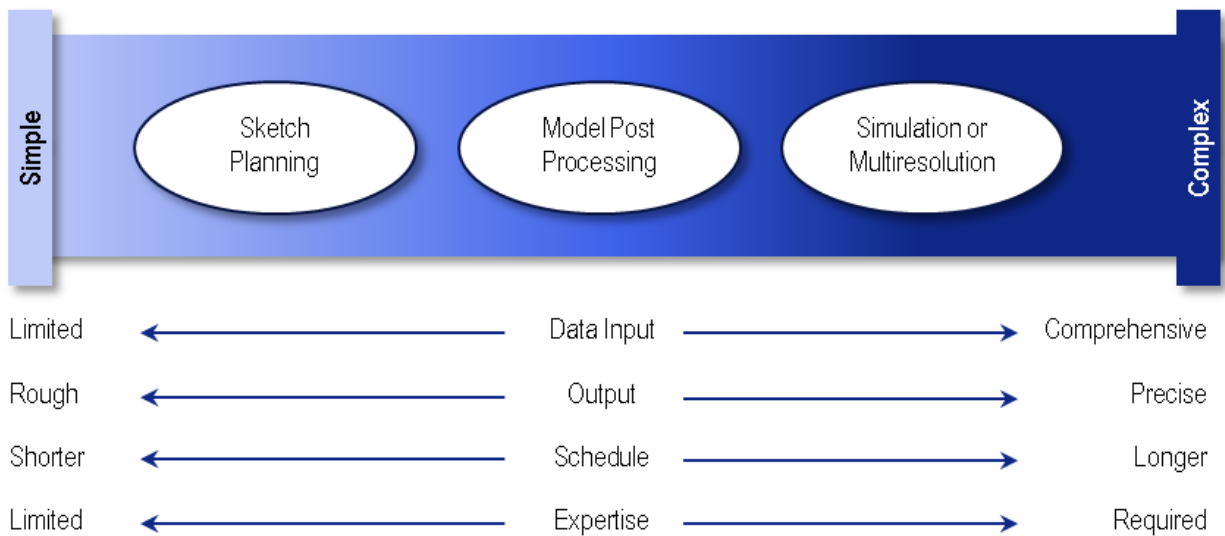 Simple
Sketch
Planning
Model Post
Processing
Simulation or
Multiresolution
Complex
Limited Data Input Comprehensive
Rough Output Precise
Shorter Schedule Longer
Limited Expertise Required